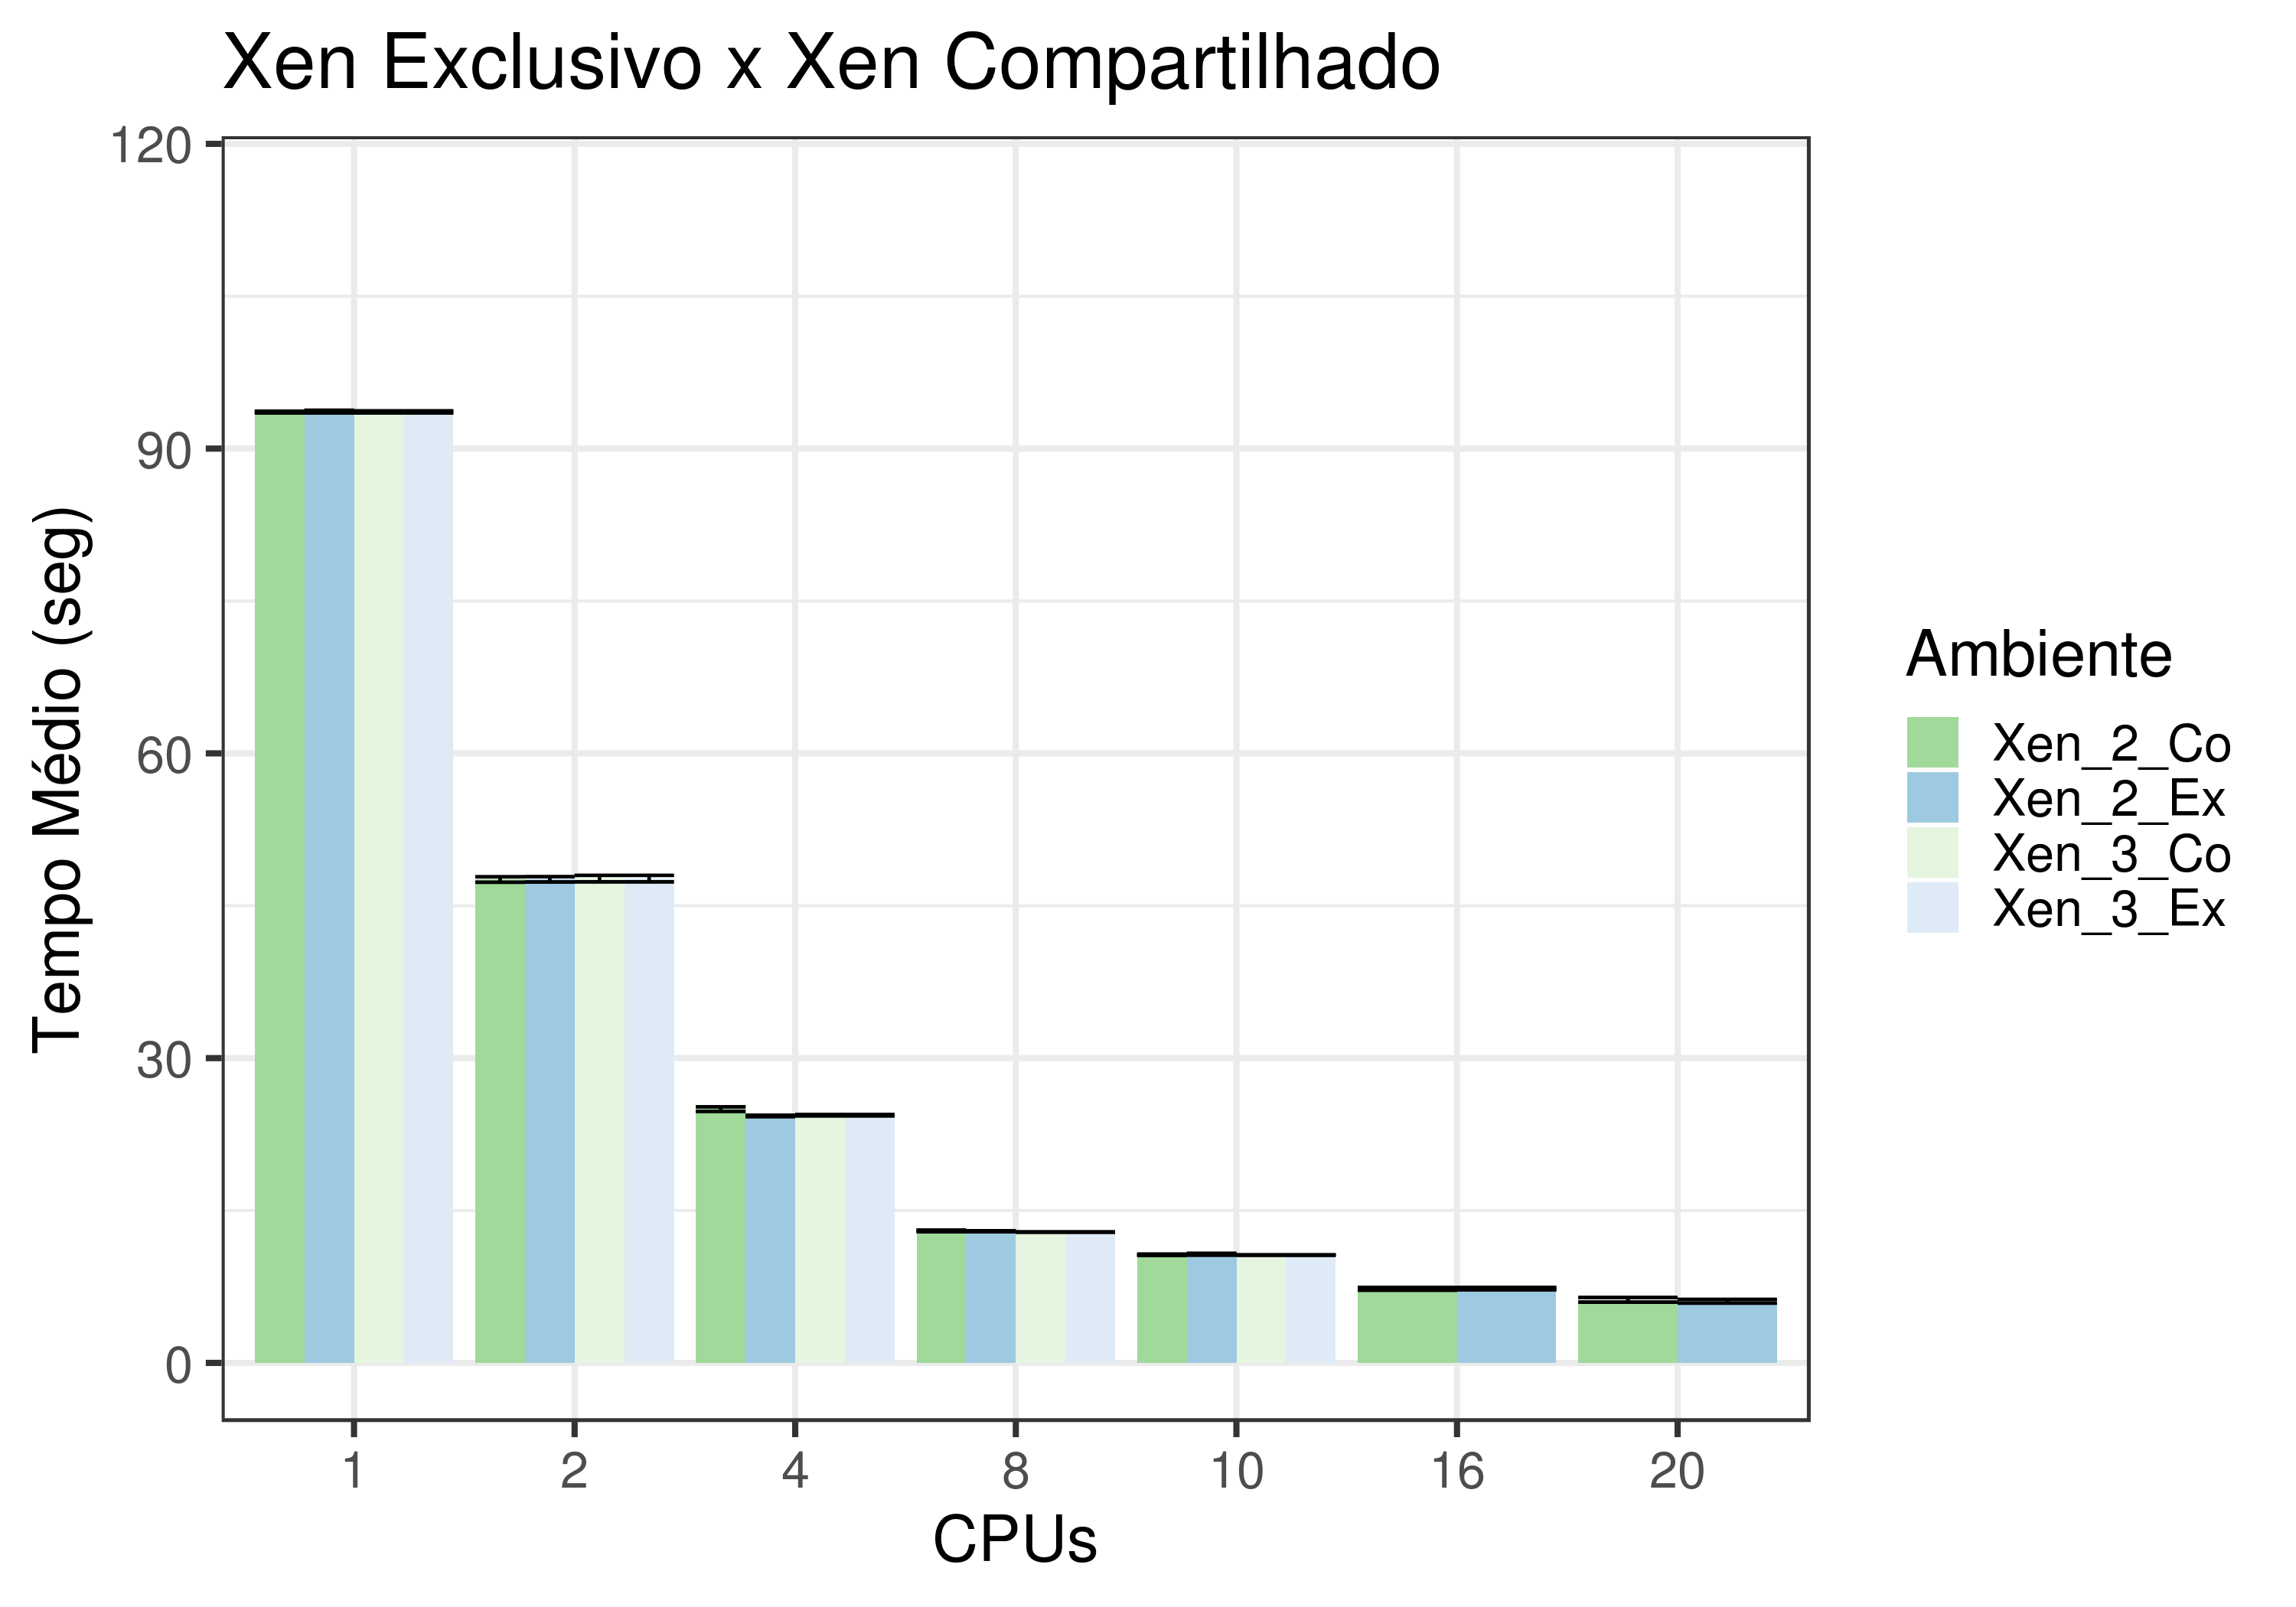 Xen Exclusivo x Xen Compartilhado
120
90
60
30
0
Tempo Médio (seg)
1 2 4 8 10 16 20
CPUs
Ambiente
Xen_2_Co
Xen_2_Ex
Xen_3_Co
Xen_3_Ex